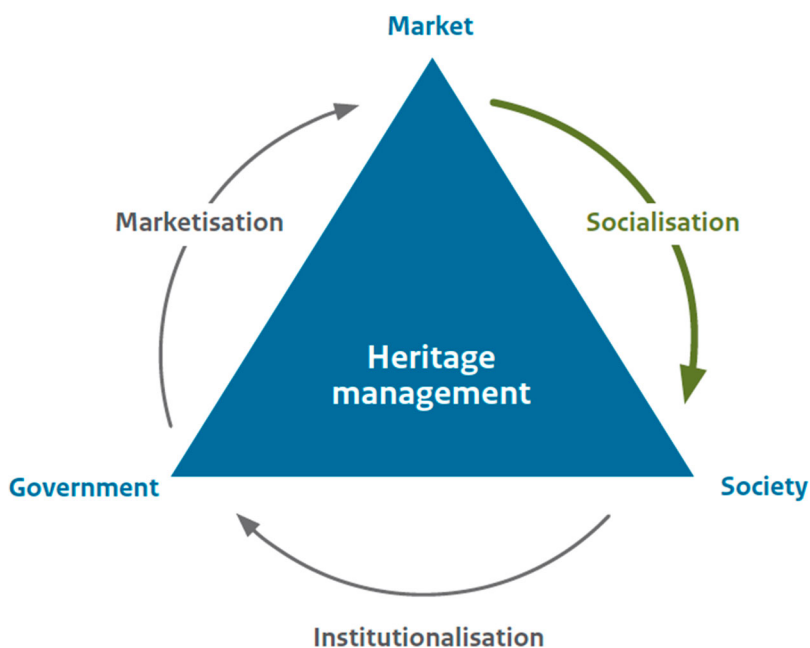 Market
Marketisation
Socialisation
Heritage
management
Government
Society
Institutionalisation